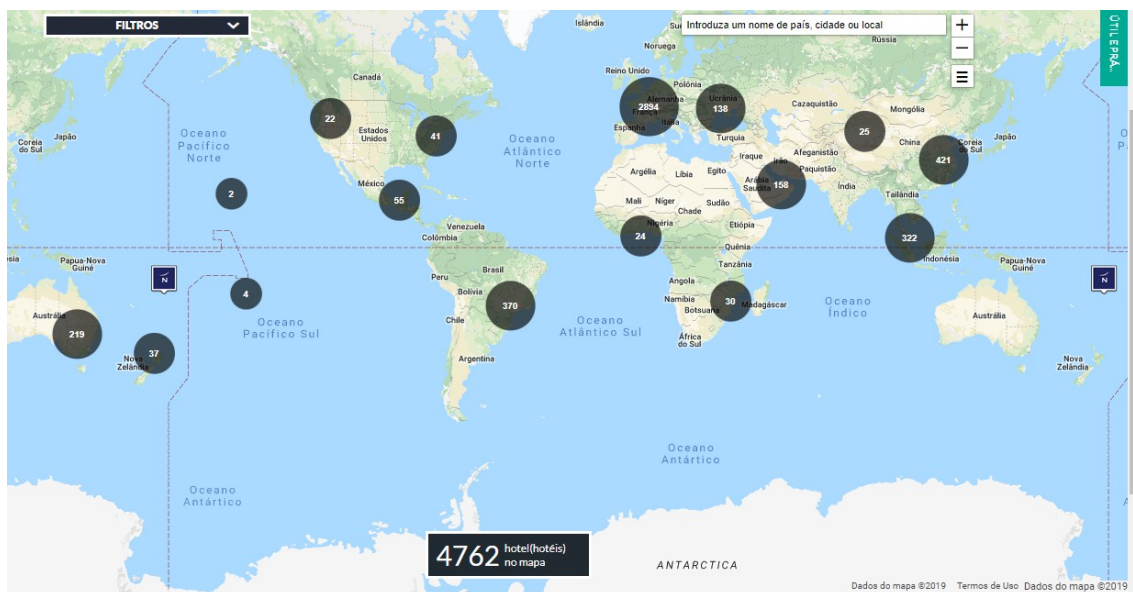 FILTROS
Introduza um nome de país, cidade ou local
+
−
ÚTIL E PRÁ...
Islândia
Rússia
Noruega
Canadá
Reino Unido
Polónia
Alemanha
Ucrânia
Cazaquistão
Mongólia
2894
138
22
França
Estados
Unidos
41
Espanha
Itália
Turquia
25
China
Coreia
do Sul
Japão
Coreia
do Sul
Japão
Oceano
Pacífico
Norte
Oceano
Atlântico
Norte
Afeganistão
Iraque
Irão
Paquistão
421
Argélia
Líbia
Egito
México
2
55
Arábia
Saudita
158
Índia
Tailândia
Mali
Níger
Chade
Sudão
Venezuela
Colômbia
Nigéria
24
Etiópia
322
Quénia
Indonésia
Papua-Nova
Guiné
Papua-Nova
Guiné
Tanzânia
Peru
Brasil
Bolívia
Angola
N
N
4
370
Namíbia
Botsuana
30
Madagáscar
Oceano
Índico
Austrália
219
Chile
Oceano
Pacífico Sul
Oceano
Atlântico Sul
África
do Sul
Austrália
37
Nova
Zelândia
Argentina
Nova
Zelândia
Oceano
Antártico
Oceano
Antártico
4762 hotel(hotéis)
no mapa
ANTARCTICA
Dados do mapa ©2019 Termos de Uso Dados do mapa ©2019